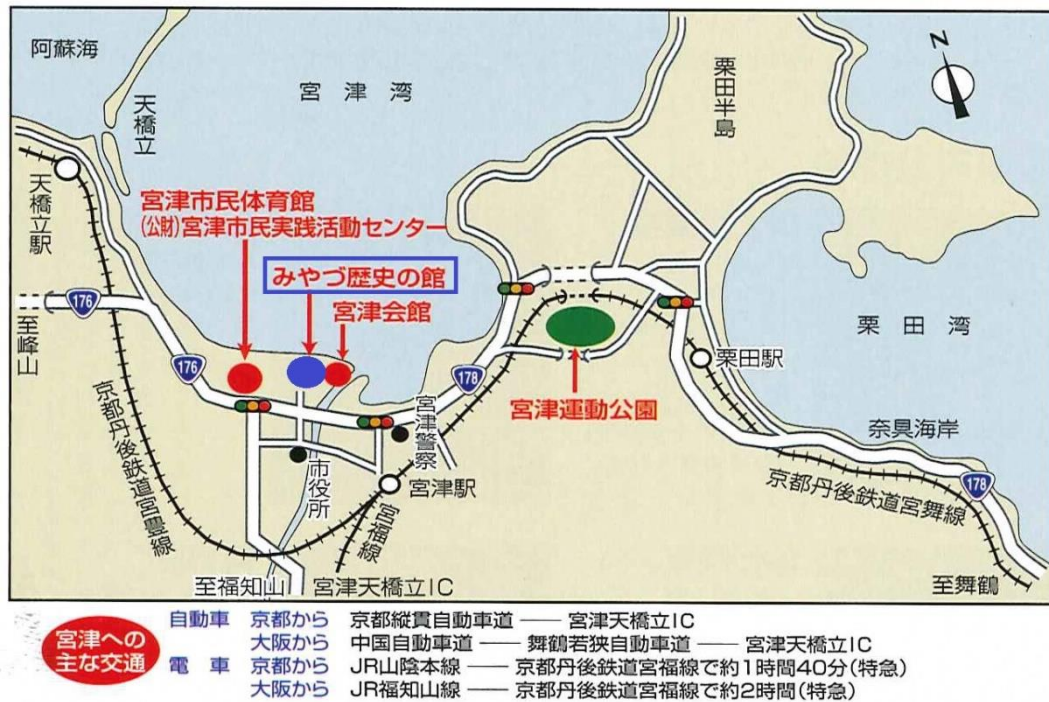 阿蘇海
宮津湾
栗田半島
N
天橋立
天橋立駅
宮津市民体育館
(公財)宮津市民実践活動センター
みやづ歴史の館
宮津会館
176
至峰山
176
178
栗田湾
栗田駅
宮津運動公園
奈具海岸
京都丹後鉄道宮豊線
宮津警察
市役所
宮津駅
宮福線
京都丹後鉄道宮舞線
178
至福知山
宮津天橋立IC
至舞鶴
宮津への
主な交通
自動車 京都から 京都縦貫自動車道 ―― 宮津天橋立IC
大阪から 中国自動車道 ―― 舞鶴若狭自動車道 ―― 宮津天橋立IC
電車 京都から JR山陰本線 ―― 京都丹後鉄道宮福線で約1時間40分(特急)
大阪から JR福知山線 ―― 京都丹後鉄道宮福線で約2時間(特急)